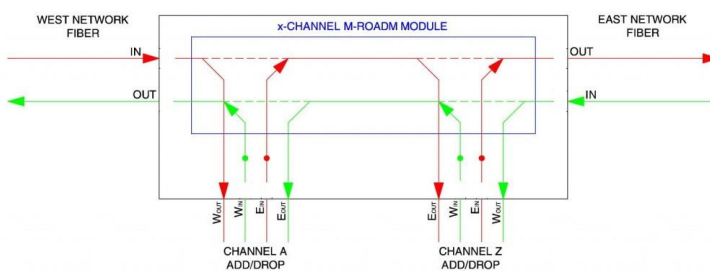 WEST NETWORK
FIBER
x-CHANNEL M-ROADM MODULE
EAST NETWORK
FIBER
IN
OUT
OUT
IN
WOUT
WIN
EIN
EOUT
EOUT
WIN
EIN
WOUT
CHANNEL A
ADD/DROP
CHANNEL Z
ADD/DROP